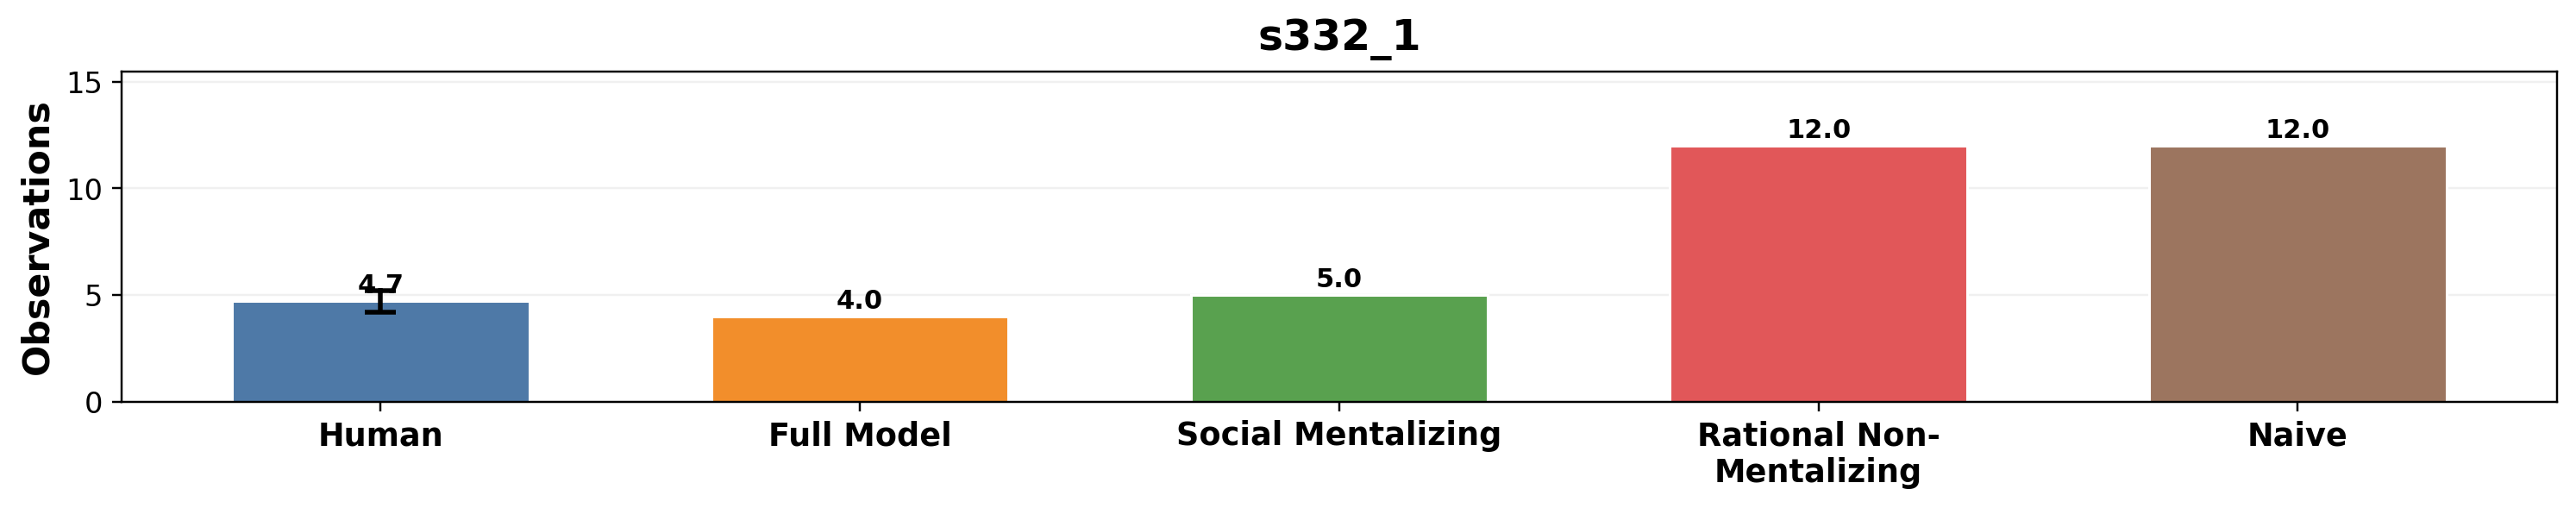 s332_1
Observations
15
10
5
0
4.7
4.0
5.0
12.0
12.0
Human
Full Model
Social Mentalizing
Rational Non-
Mentalizing
Naive